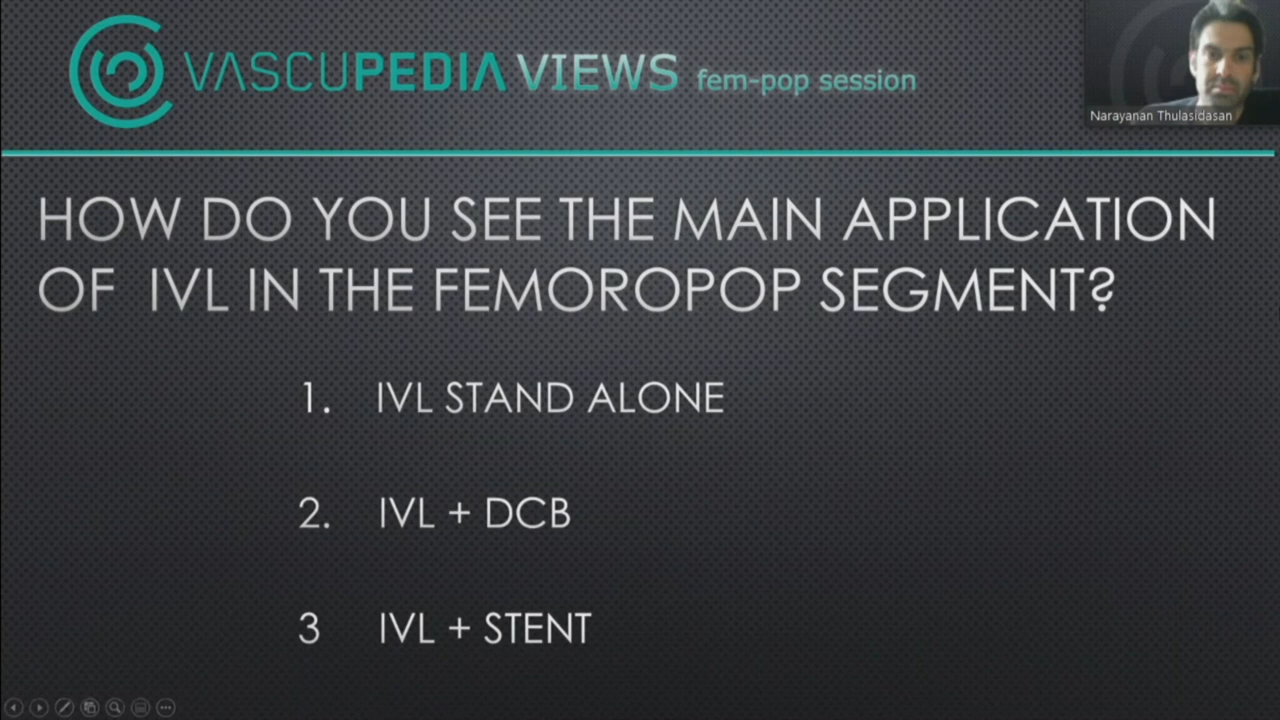 VASCUPEDIA VIEWS fem-pop session
Narayanan Thulasidasan
HOW DO YOU SEE THE MAIN APPLICATION
OF IVL IN THE FEMOROPOP SEGMENT?
1. IVL STAND ALONE
2. IVL + DCB
3 IVL + STENT